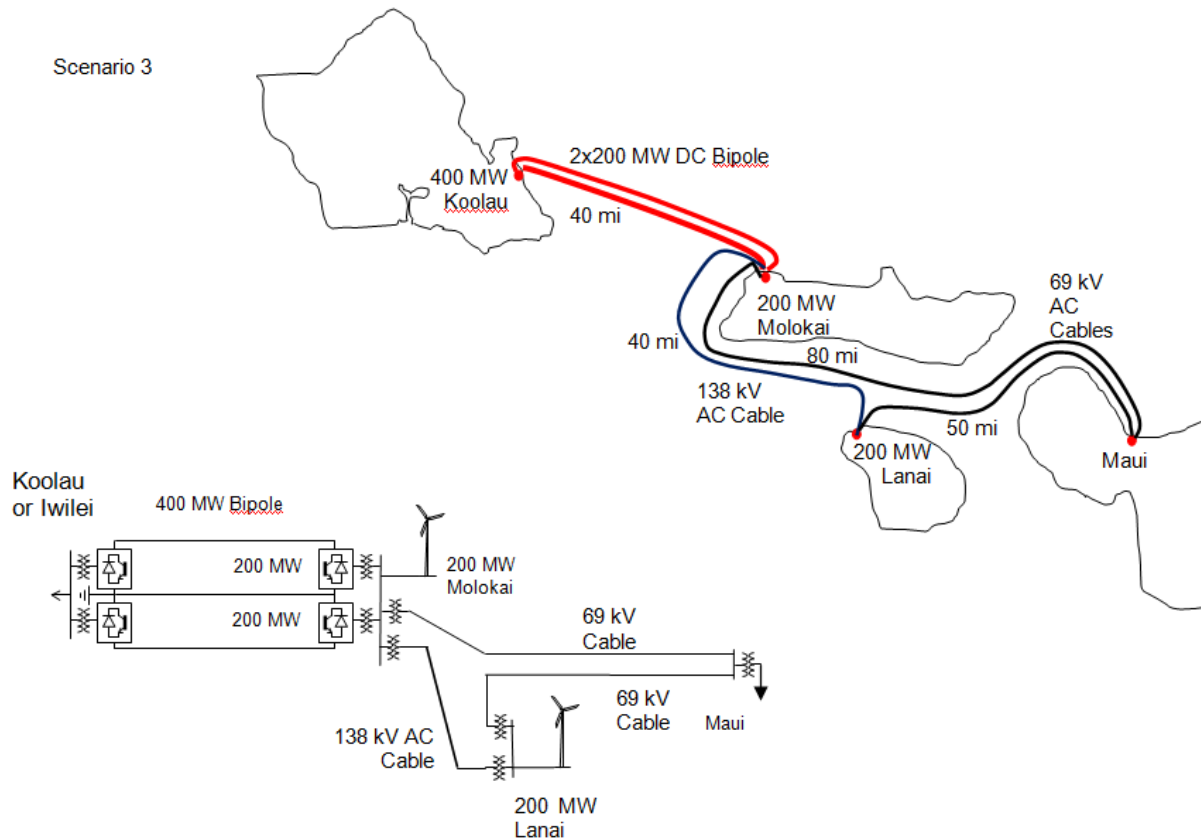 Scenario 3
2x200 MW DC Bipole
400 MW
Koolau
40 mi
200 MW
Molokai
69 kV
AC
Cables
40 mi
80 mi
138 kV
AC Cable
50 mi
200 MW
Lanai
Maui
Koolau
or Iwilei
400 MW Bipole
200 MW
200 MW
200 MW
Molokai
69 kV
Cable
69 kV
Cable
Maui
138 kV AC
Cable
200 MW
Lanai